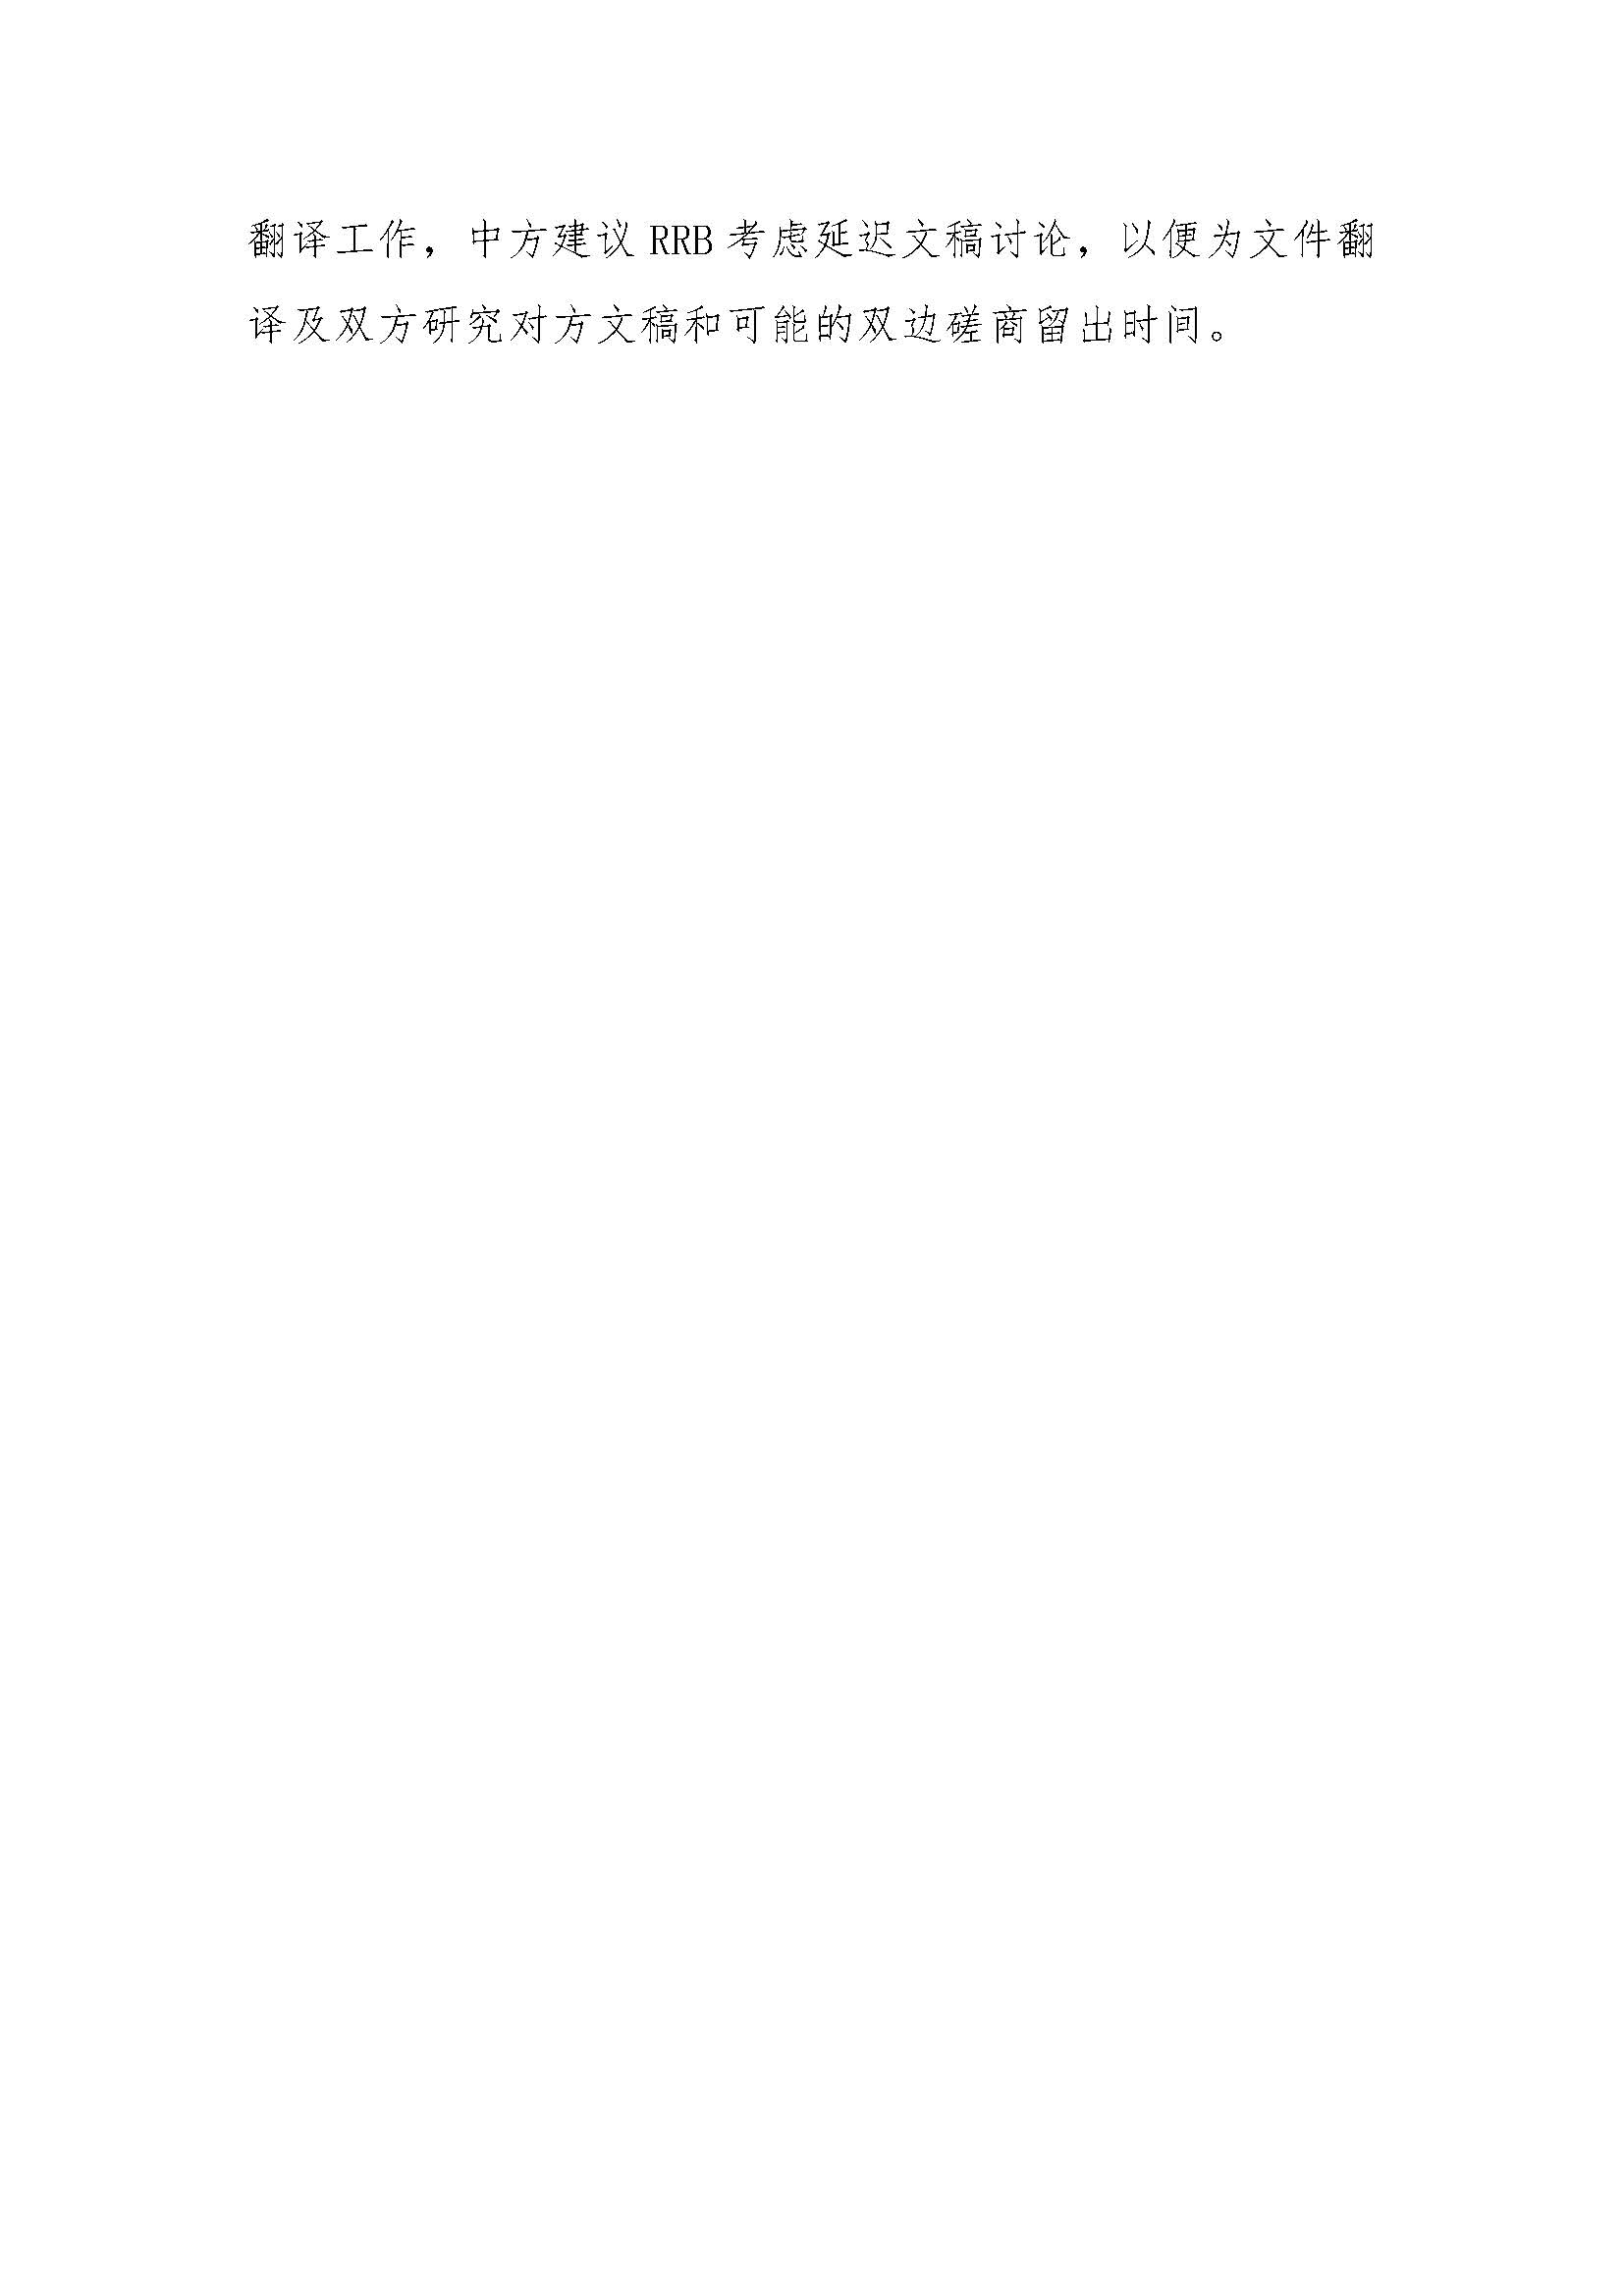 翻译工作，中方建议 RRB 考虑延迟文稿讨论，以便为文件翻
译及双方研究对方文稿和可能的双边磋商留出时间。